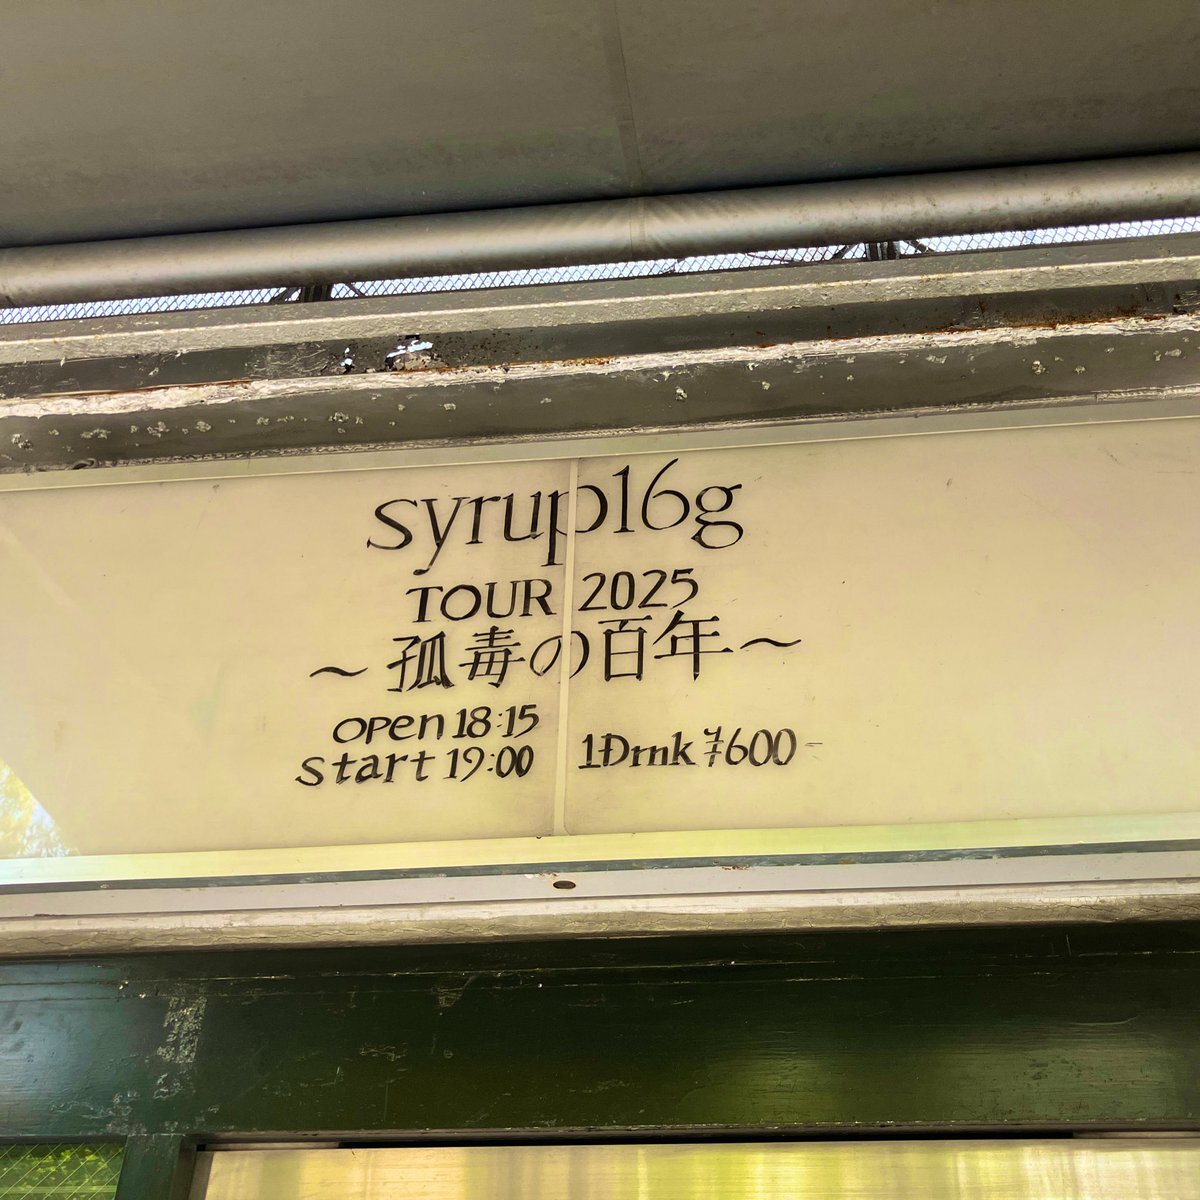 syrup16g
TOUR 2025
～孤毒の百年～
open 18:15
start 19:00 1Drnk ¥600-